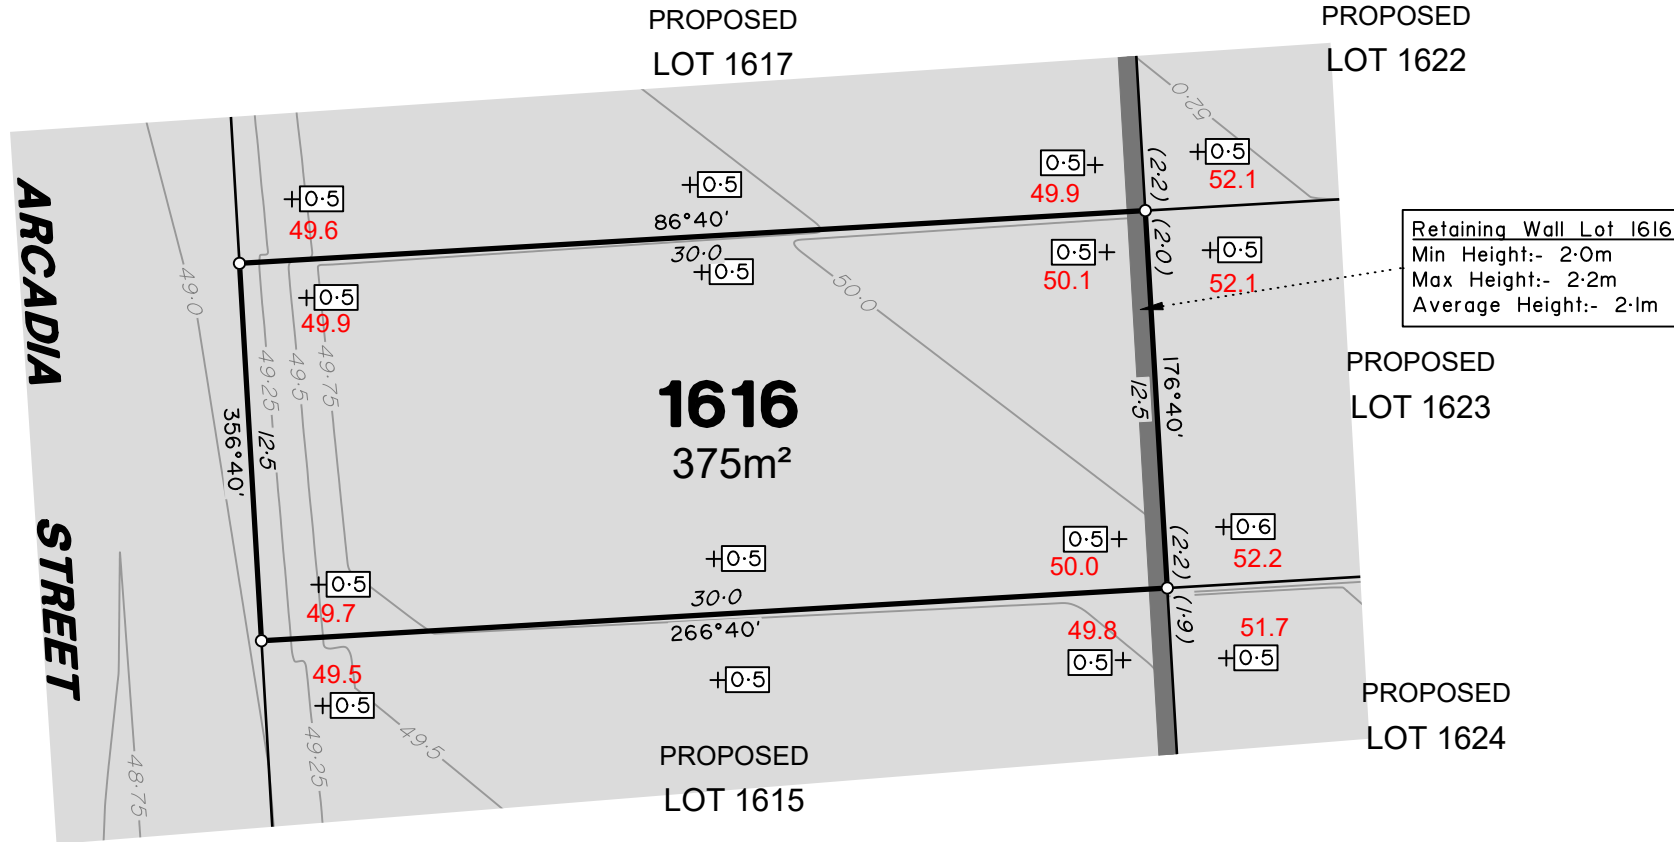 PROPOSED
LOT 1617
PROPOSED
LOT 1622
52·0
0·5
49.6
0·5
0·5
49.9
(2·2)
0·5
52.1
ARCADIA
STREET
86°40'
30·0
0·5
49.9
0·5
0·5
50.1
(2·0)
0·5
52.1
Retaining Wall Lot 1616
Min Height:- 2·0m
Max Height:- 2·2m
Average Height:- 2·1m
49·0
49·25
49·5
49·75
50·0
356°40'
12·5
1616
375m²
12·5
176°40'
PROPOSED
LOT 1623
0·5
49.7
0·5
0·5
50.0
(2·2)
0·6
52.2
30·0
266°40'
49.5
0·5
0·5
49.8
0·5
(1·9)
51.7
0·5
48·75
49·25
49·5
PROPOSED
LOT 1615
PROPOSED
LOT 1624